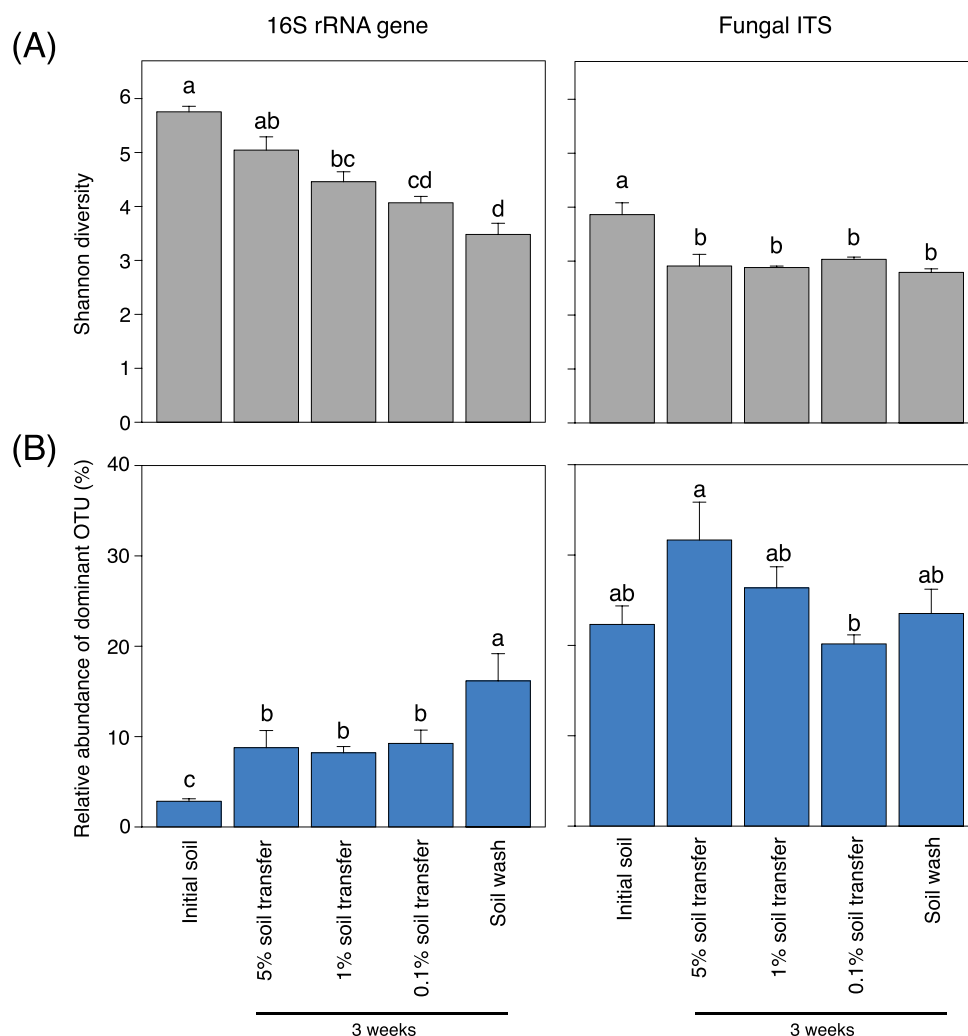 16S rRNA gene
Fungal ITS
(A)
Shannon diversity
6
5
4
3
2
1
0
a
ab
bc
cd
d
a
b
b
b
b
(B)
Relative abundance of dominant OTU (%)
40
30
20
10
0
c
b
b
b
a
ab
a
ab
b
ab
Initial soil
5% soil transfer
1% soil transfer
0.1% soil transfer
Soil wash
Initial soil
5% soil transfer
1% soil transfer
0.1% soil transfer
Soil wash
3 weeks
3 weeks